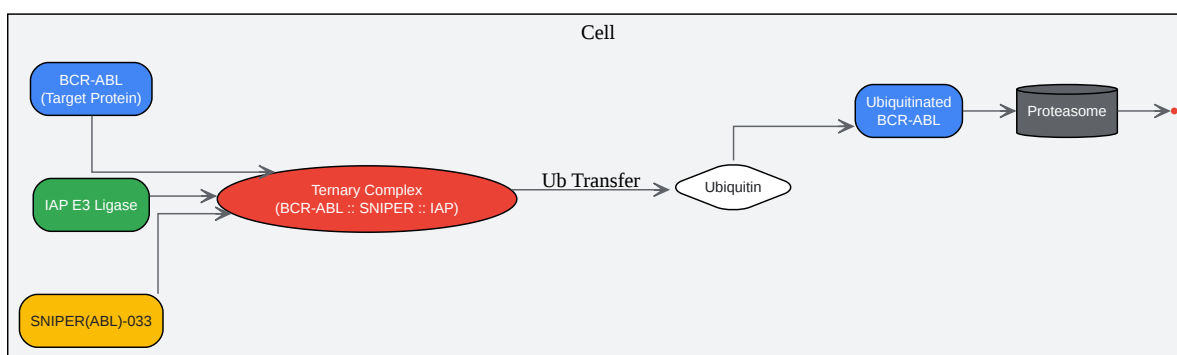 Cell
BCR-ABL
(Target Protein)
IAP E3 Ligase
SNIPER(ABL)-033
Ternary Complex
(BCR-ABL :: SNIPER :: IAP)
Ub Transfer
Ubiquitin
Ubiquitinated
BCR-ABL
Proteasome